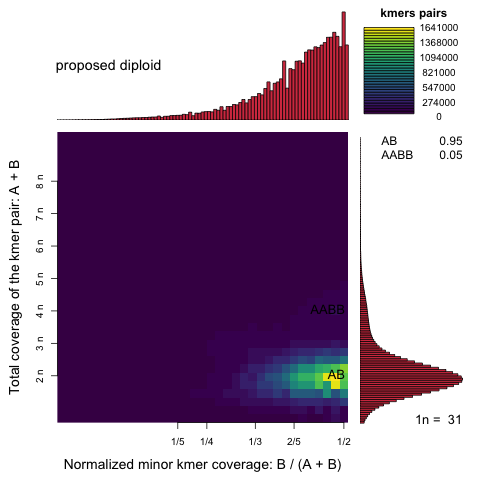 kmers pairs
proposed diploid
1641000
1368000
1094000
821000
547000
274000
0
AB 0.95
AABB 0.05
Total coverage of the kmer pair: A + B
8 n
7 n
6 n
5 n
4 n
3 n
2 n
AABB
AB
1n = 31
1/5 1/4 1/3 2/5 1/2
Normalized minor kmer coverage: B / (A + B)